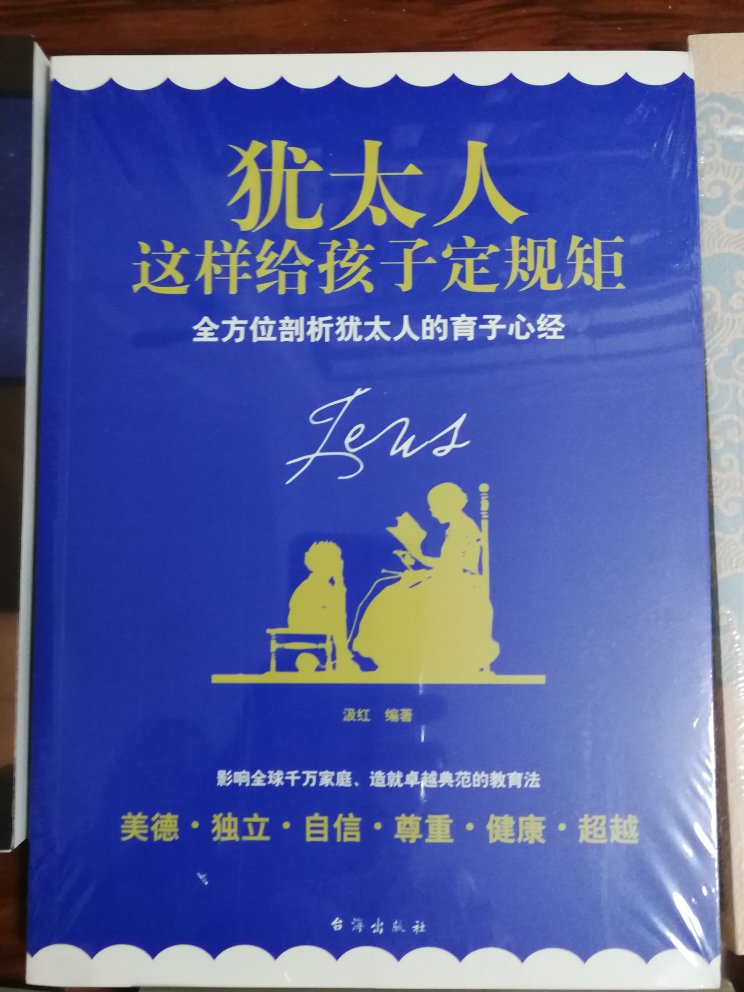 犹太人
这样给孩子定规矩
全方位剖析犹太人的育子心经
Jews
汲红 编著
影响全球千万家庭、造就卓越典范的教育法
美德·独立·自信·尊重·健康·超越
台海出版社